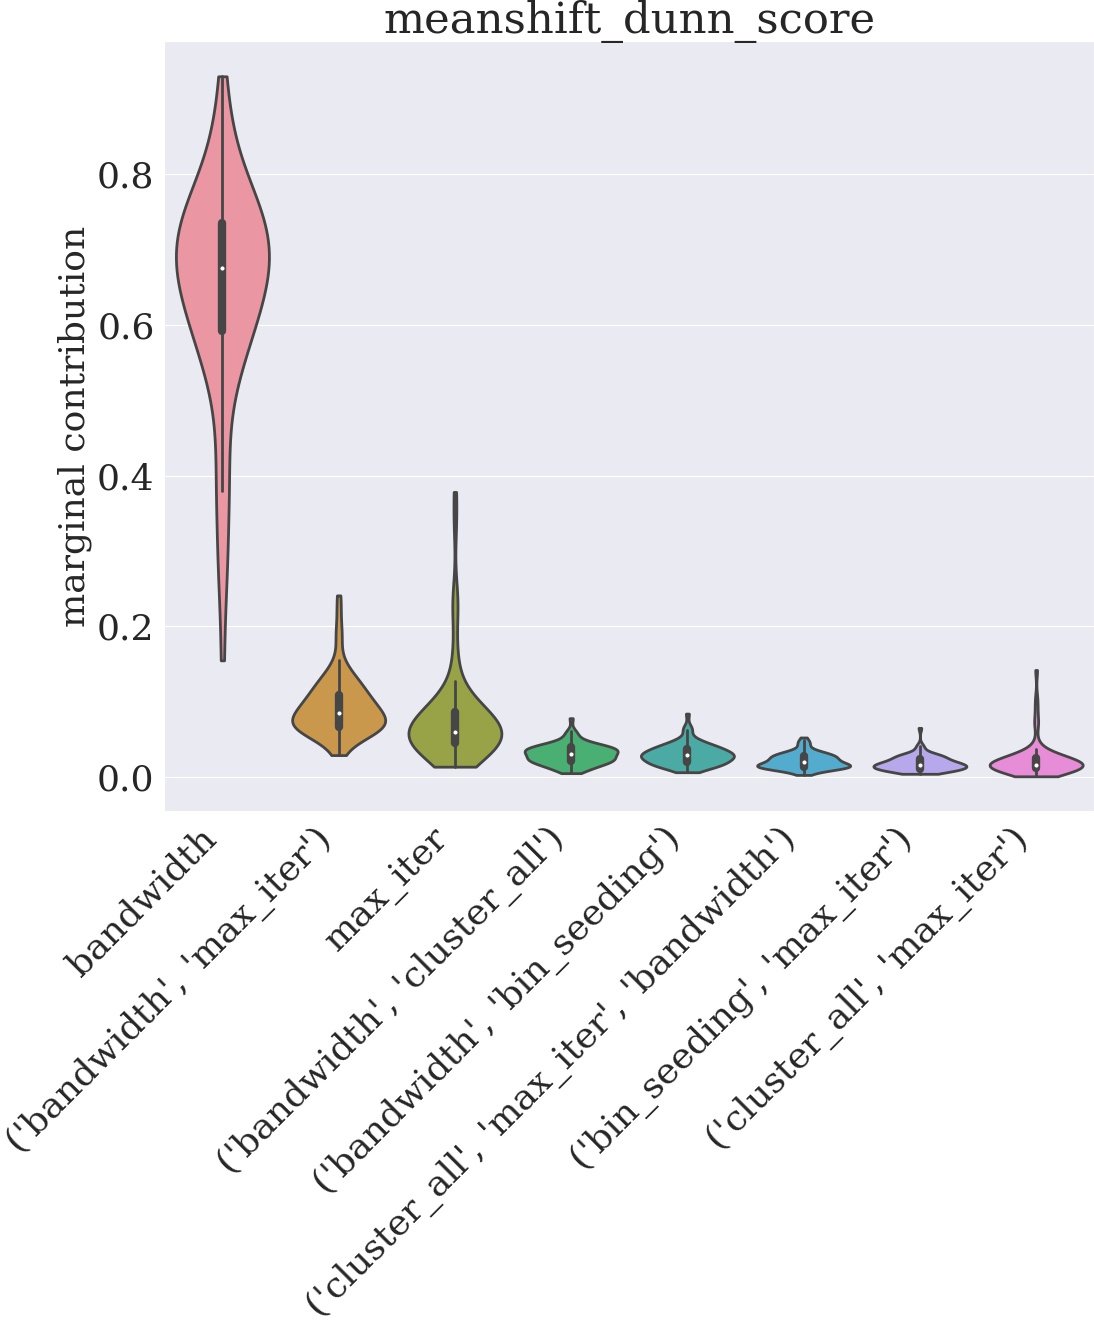 meanshift_dunn_score
marginal contribution
0.8
0.6
0.4
0.2
0.0
bandwidth
('bandwidth', 'max_iter')
max_iter
('bandwidth', 'cluster_all')
('bandwidth', 'bin_seeding')
('cluster_all', 'max_iter', 'bandwidth')
('bin_seeding', 'max_iter')
('cluster_all', 'max_iter')